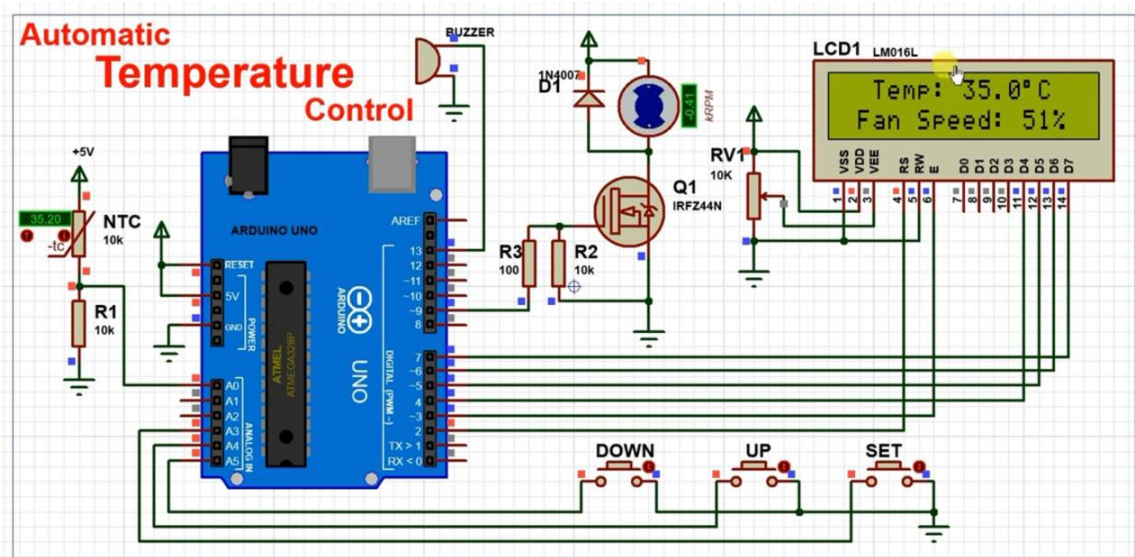 Automatic
Temperature
Control
BUZZER
+5V
35.20
-tc
NTC
10k
R1
10k
ARDUINO UNO
RESET
5V
GND
POWER
A0
A1
A2
A3
A4
A5
ANALOG IN
ATMEL
ATMEGA328P
ARDUINO
UNO
AREF
13
12
~11
~10
~9
8
7
~6
~5
4
~3
2
TX > 1
RX < 0
DIGITAL (PWM ~)
1N4007
D1
-0.41
kRPM
Q1
IRFZ44N
R3
100
R2
10k
RV1
10K
LCD1 LM016L
Temp: 35.0°C
Fan Speed: 51%
VSS VDD VEE RS RW E D0 D1 D2 D3 D4 D5 D6 D7
1 2 3 4 5 6 7 8 9 10 11 12 13 14
DOWN UP SET